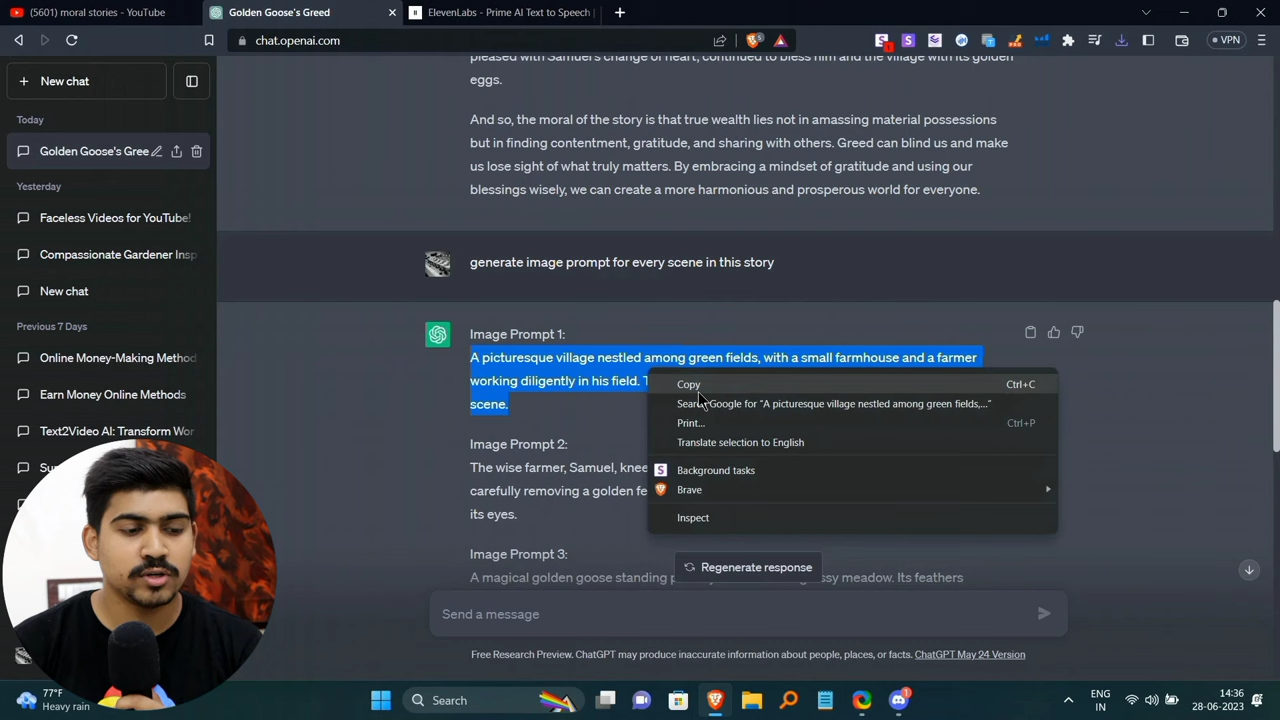 (5601) moral stories - YouTube
Golden Goose's Greed
ElevenLabs - Prime AI Text to Speech
chat.openai.com
5
1
VPN
New chat
Today
Golden Goose's Gree
Yesterday
Faceless Videos for YouTube!
Compassionate Gardener Insp
New chat
Previous 7 Days
Online Money-Making Method
Earn Money Online Methods
Text2Video AI: Transform Wor
pleased with Samuel's change of heart, continued to bless him and the village with its golden
eggs.
And so, the moral of the story is that true wealth lies not in amassing material possessions
but in finding contentment, gratitude, and sharing with others. Greed can blind us and make
us lose sight of what truly matters. By embracing a mindset of gratitude and using our
blessings wisely, we can create a more harmonious and prosperous world for everyone.
generate image prompt for every scene in this story
Image Prompt 1:
A picturesque village nestled among green fields, with a small farmhouse and a farmer
working diligently in his field.
scene.
Image Prompt 2:
The wise farmer, Samuel,
carefully removing a golden
its eyes.
Image Prompt 3:
A magical golden goose standing
meadow. Its feathers
Copy Ctrl+C
Search Google for “A picturesque village nestled among green fields,...”
Print... Ctrl+P
Translate selection to English
Background tasks
Brave
Inspect
Regenerate response
Send a message
Free Research Preview. ChatGPT may produce inaccurate information about people, places, or facts. ChatGPT May 24 Version
77°F
Heavy rain
Search
1
ENG
IN
14:36
28-06-2023